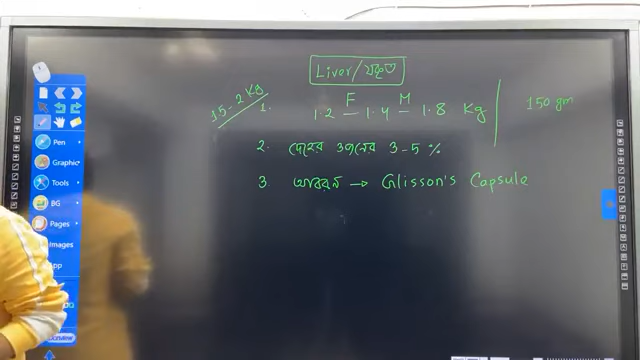 Liver/যকৃত
1.5-2 Kg
F M
1. 1.2 – 1.4 – 1.8 Kg
150 gm
2. দেহের ওজনের 3-5 %
3. আবরন → Glisson's Capsule
Pen
Graphic
Tools
BG
Pages
Images